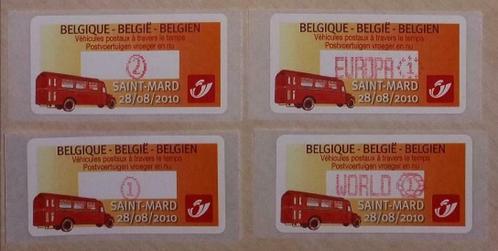 BELGIQUE - BELGIË - BELGIEN
Véhicules postaux à travers le temps
Postvoertuigen vroeger en nu
2
SAINT-MARD
28/08/2010
BELGIQUE - BELGIË - BELGIEN
Véhicules postaux à travers le temps
Postvoertuigen vroeger en nu
EUROPA 1
SAINT-MARD
28/08/2010
BELGIQUE - BELGIË - BELGIEN
Véhicules postaux à travers le temps
Postvoertuigen vroeger en nu
1
SAINT-MARD
28/08/2010
BELGIQUE - BELGIË - BELGIEN
Véhicules postaux à travers le temps
Postvoertuigen vroeger en nu
WORLD 1
SAINT-MARD
28/08/2010